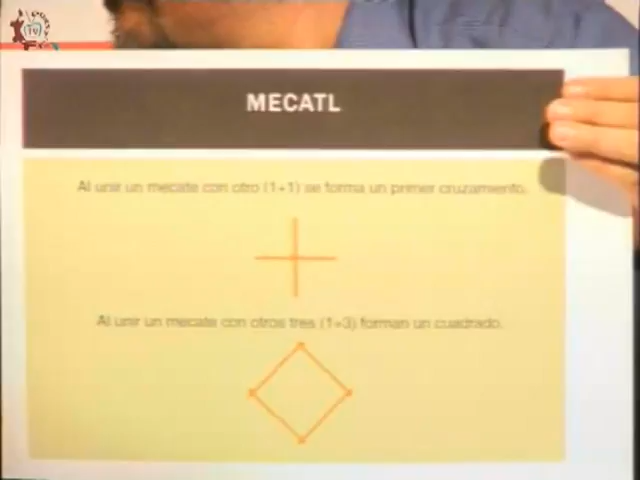 TV
MECATL
Al unir un mecate con otro (1+1) se forma un primer cruzamiento.
Al unir un mecate con otros tres (1+3) forman un cuadrado.